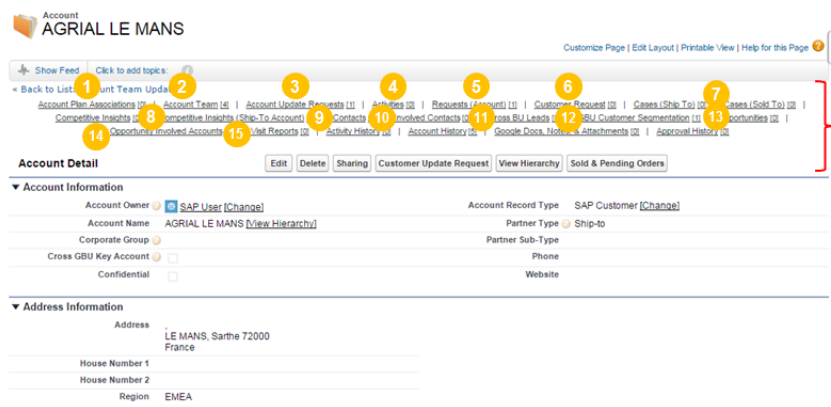 Account
AGRIAL LE MANS
Customize Page | Edit Layout | Printable View | Help for this Page
Show Feed Click to add topics:
1 2 3 4 5 6 7
« Back to List: ount Team Upda
Account Plan Associations [0] | Account Team [4] | Account Update Requests [1] | Activities [0] | Requests (Account) [1] | Customer Request [0] | Cases (Ship To) [0] Cases (Sold To) [0] |
8 9 10 11 12 13
Competitive Insights [0] Competitive Insights (Ship-To Account) Contacts Involved Contacts [0] ross BU Leads GBU Customer Segmentation [1] portunities [0] |
14 15
Opportunity Involved Accounts Visit Reports [0] | Activity History [0] | Account History [5] | Google Docs, Notes & Attachments [0] | Approval History [0]
Account Detail Edit Delete Sharing Customer Update Request View Hierarchy Sold & Pending Orders
Account Information
Account Owner SAP User [Change] Account Record Type SAP Customer [Change]
Account Name AGRIAL LE MANS [View Hierarchy] Partner Type Ship-to
Corporate Group Partner Sub-Type
Cross GBU Key Account Phone
Confidential Website
Address Information
Address ,
LE MANS, Sarthe 72000
France
House Number 1
House Number 2
Region EMEA